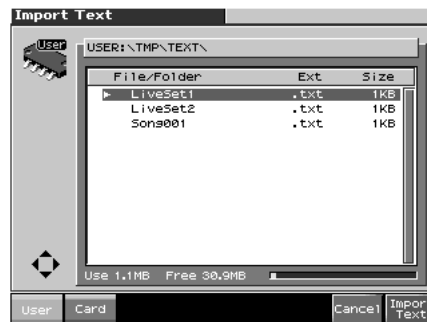 Import Text
User
USER:\TMP\TEXT\
File/Folder Ext Size
LiveSet1 .txt 1KB
LiveSet2 .txt 1KB
Song001 .txt 1KB
Use 1.1MB Free 30.9MB
User Card Cancel Impor
Text